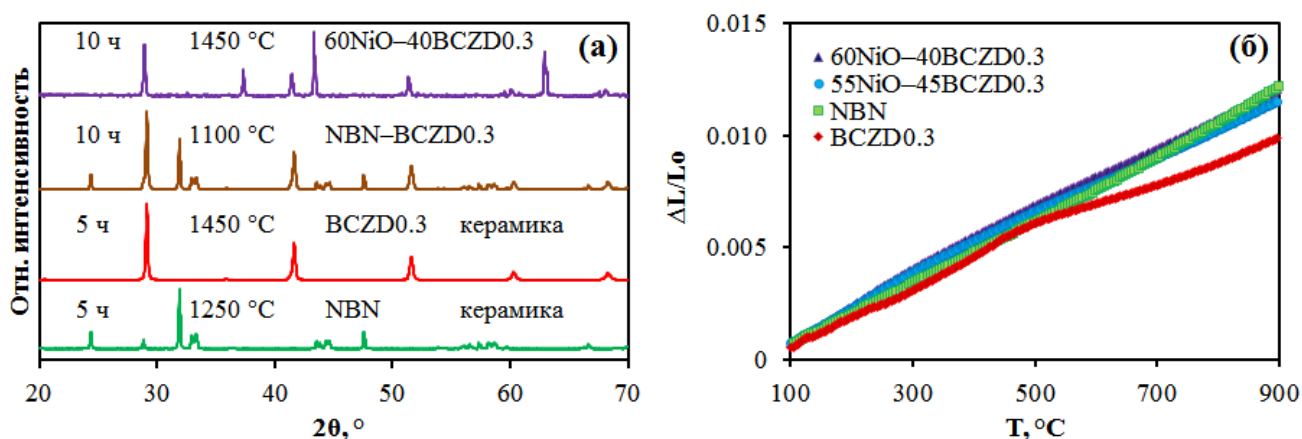 10 ч 1450 °C 60NiO–40BCZD0.3 (а)
10 ч 1100 °C NBN–BCZD0.3
5 ч 1450 °C BCZD0.3 керамика
5 ч 1250 °C NBN керамика
Отн. интенсивность
20 30 40 50 60 70
2θ, °
(б)
60NiO–40BCZD0.3
55NiO–45BCZD0.3
NBN
BCZD0.3
ΔL/Lo
0.015
0.010
0.005
0
100 300 500 700 900
T, °C